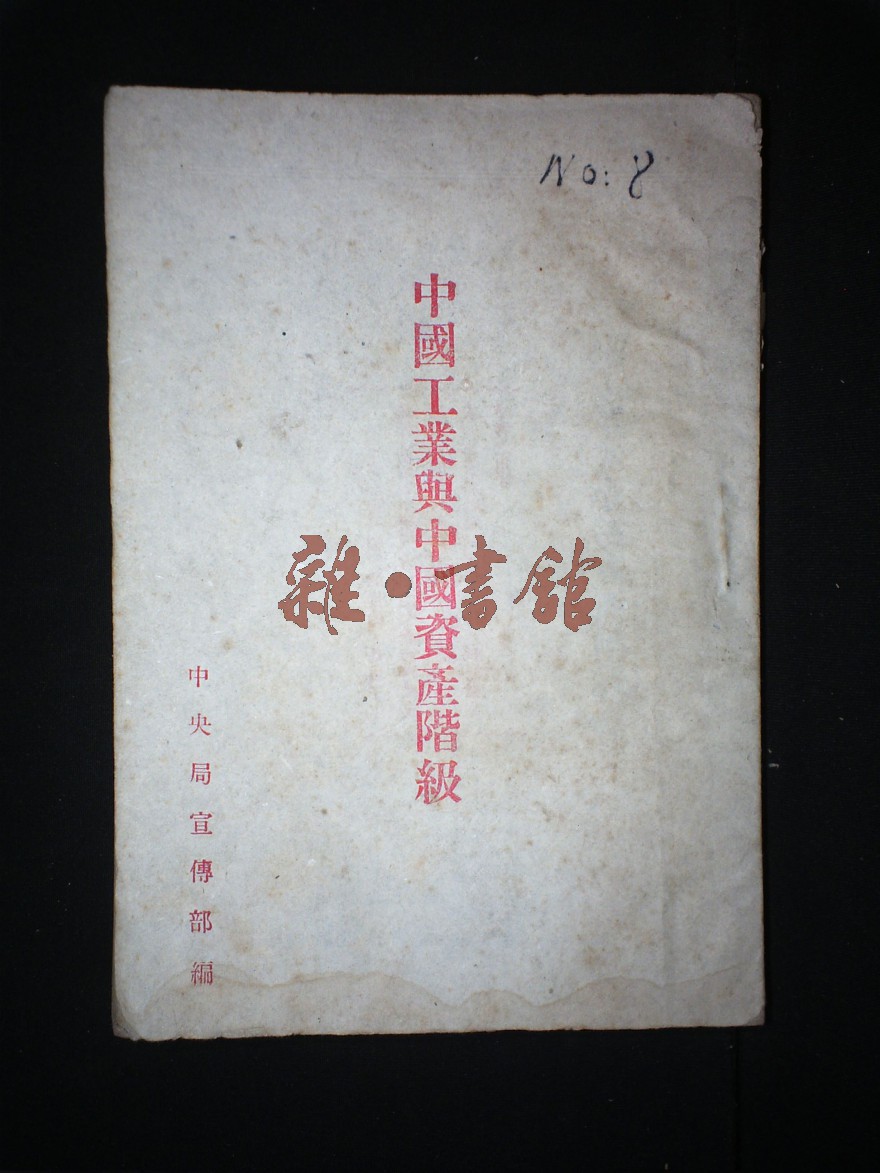 No: 8
中國工業與中國資產階級
雜·書館
中央局宣傳部編